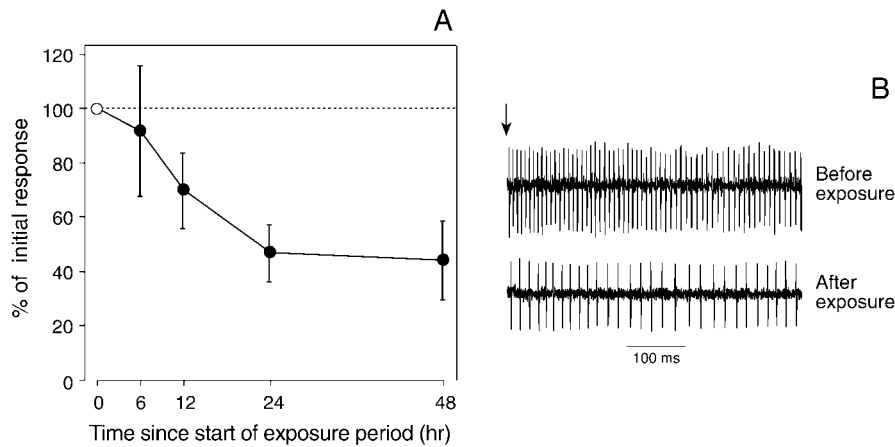 A
120
100
80
60
40
20
0
% of initial response
0 6 12 24 48
Time since start of exposure period (hr)
B
Before
exposure
After
exposure
100 ms